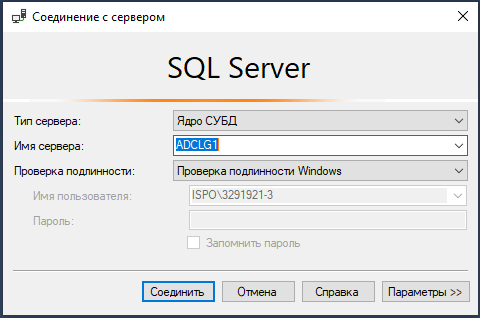 Соединение с сервером
SQL Server
Тип сервера: Ядро СУБД
Имя сервера: ADCLG1
Проверка подлинности: Проверка подлинности Windows
Имя пользователя: ISPO\3291921-3
Пароль:
Запомнить пароль
Соединить Отмена Справка Параметры >>